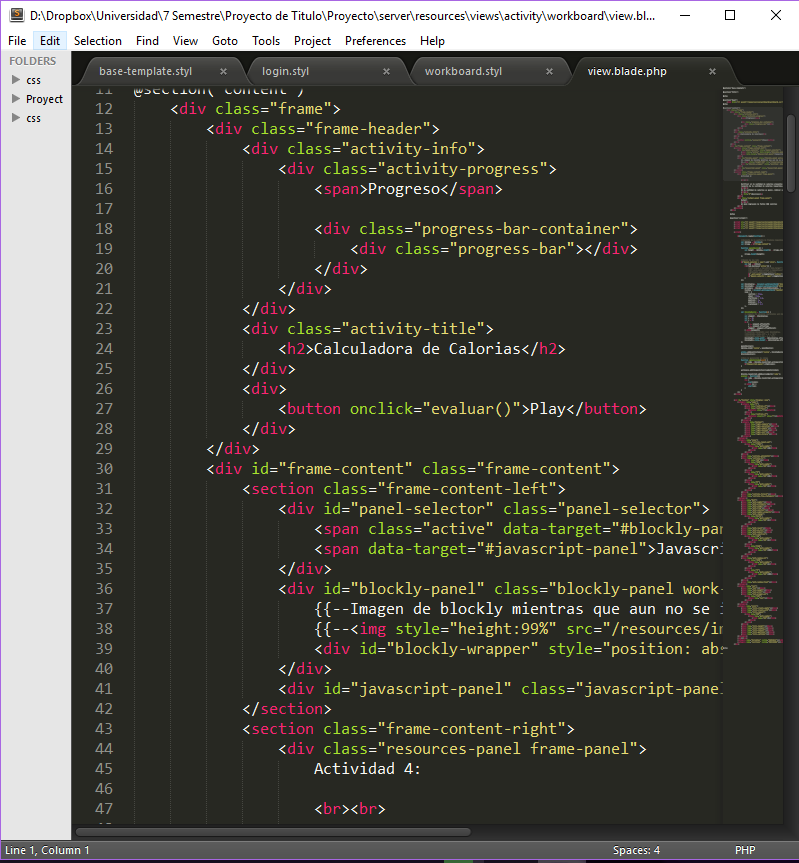 D:\Dropbox\Universidad\7 Semestre\Proyecto de Titulo\Proyecto\server\resources\views\activity\workboard\view.bl...
File Edit Selection Find View Goto Tools Project Preferences Help
FOLDERS
css
Proyect
css
base-template.styl × login.styl × workboard.styl × view.blade.php ×
11 @section('content')
12 <div class="frame">
13 <div class="frame-header">
14 <div class="activity-info">
15 <div class="activity-progress">
16 <span>Progreso</span>
17
18 <div class="progress-bar-container">
19 <div class="progress-bar"></div>
20 </div>
21 </div>
22 </div>
23 <div class="activity-title">
24 <h2>Calculadora de Calorias</h2>
25 </div>
26 <div>
27 <button onclick="evaluar()">Play</button>
28 </div>
29 </div>
30 <div id="frame-content" class="frame-content">
31 <section class="frame-content-left">
32 <div id="panel-selector" class="panel-selector">
33 <span class="active" data-target="#blockly-pan
34 <span data-target="#javascript-panel">Javascri
35 </div>
36 <div id="blockly-panel" class="blockly-panel work-
37 {{--Imagen de blockly mientras que aun no se i
38 {{--<img style="height:99%" src="/resources/im
39 <div id="blockly-wrapper" style="position: abs
40 </div>
41 <div id="javascript-panel" class="javascript-panel
42 </section>
43 <section class="frame-content-right">
44 <div class="resources-panel frame-panel">
45 Actividad 4:
46
47 <br><br>
Line 1, Column 1 Spaces: 4 PHP